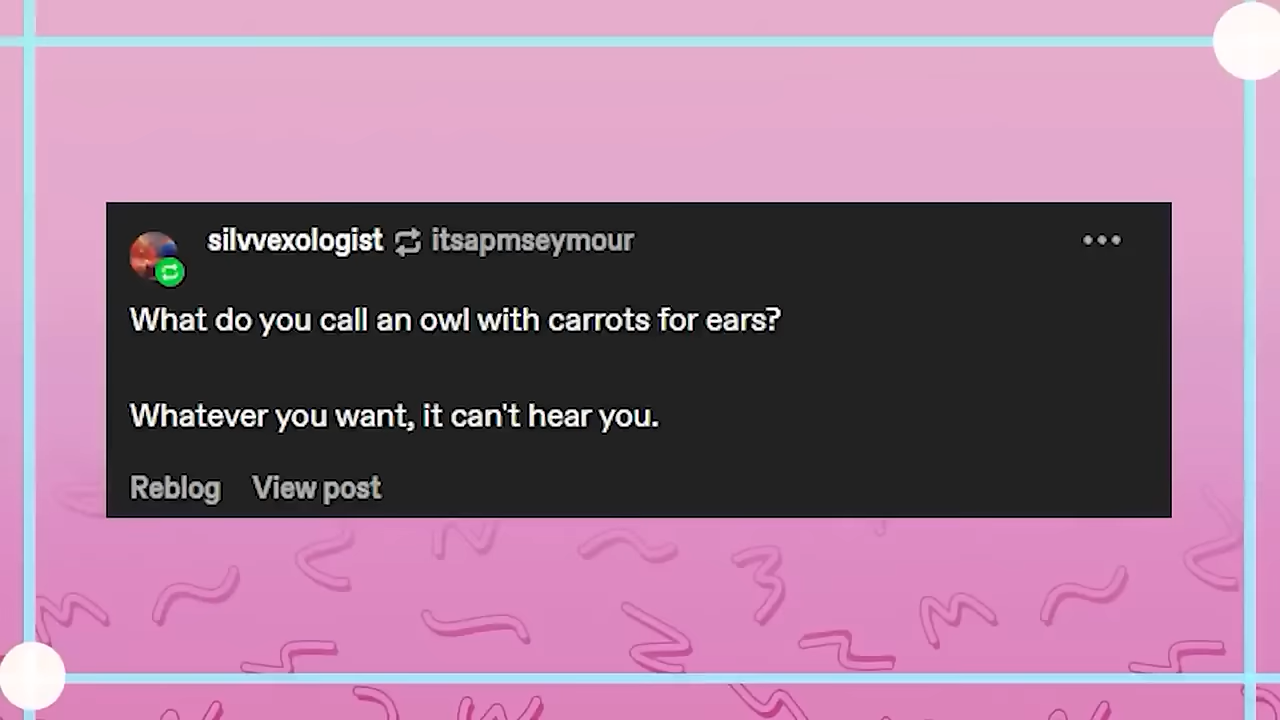 silvvexologist itsapmseymour
What do you call an owl with carrots for ears?
Whatever you want, it can't hear you.
Reblog View post